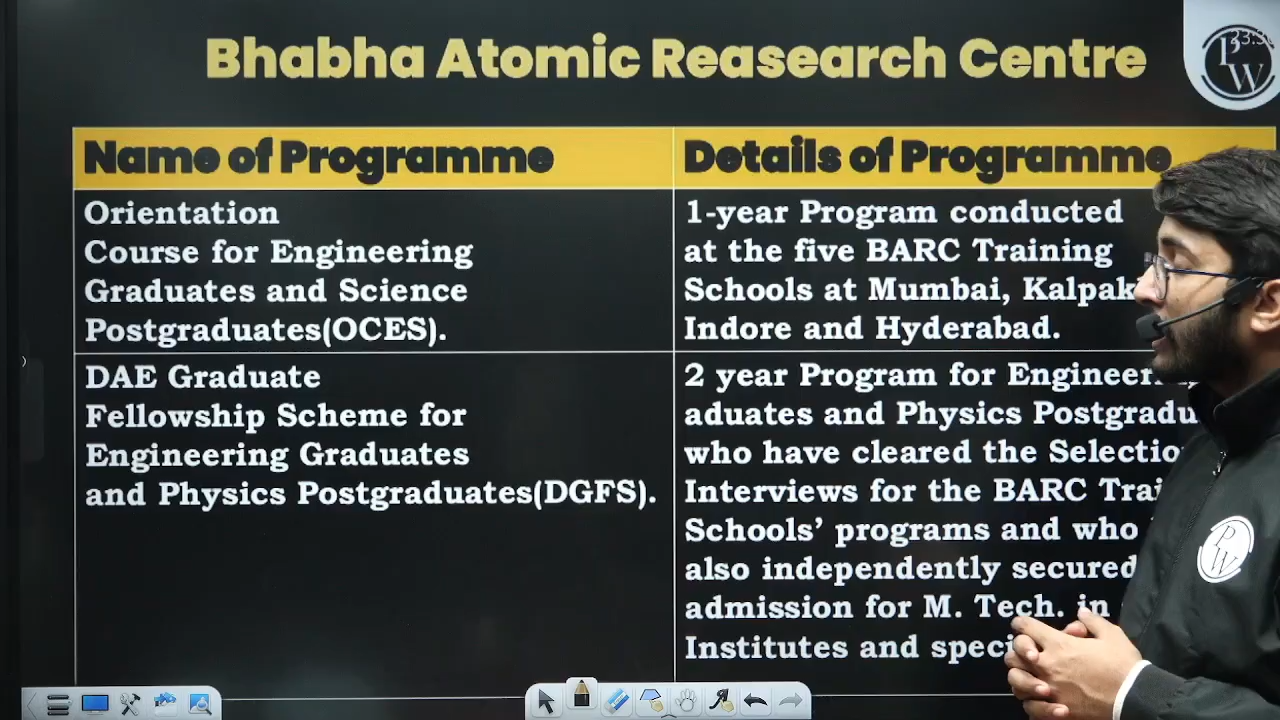 Bhabha Atomic Reasearch Centre
PW
Name of Programme
Details of Programme
Orientation
Course for Engineering
Graduates and Science
Postgraduates(OCES).
1-year Program conducted
at the five BARC Training
Schools at Mumbai, Kalpak
Indore and Hyderabad.
DAE Graduate
Fellowship Scheme for
Engineering Graduates
and Physics Postgraduates(DGFS).
2 year Program for Engineeri
aduates and Physics Postgradu
who have cleared the Selectio
Interviews for the BARC Trai
Schools’ programs and who
also independently secured
admission for M. Tech. in
Institutes and speci
PW